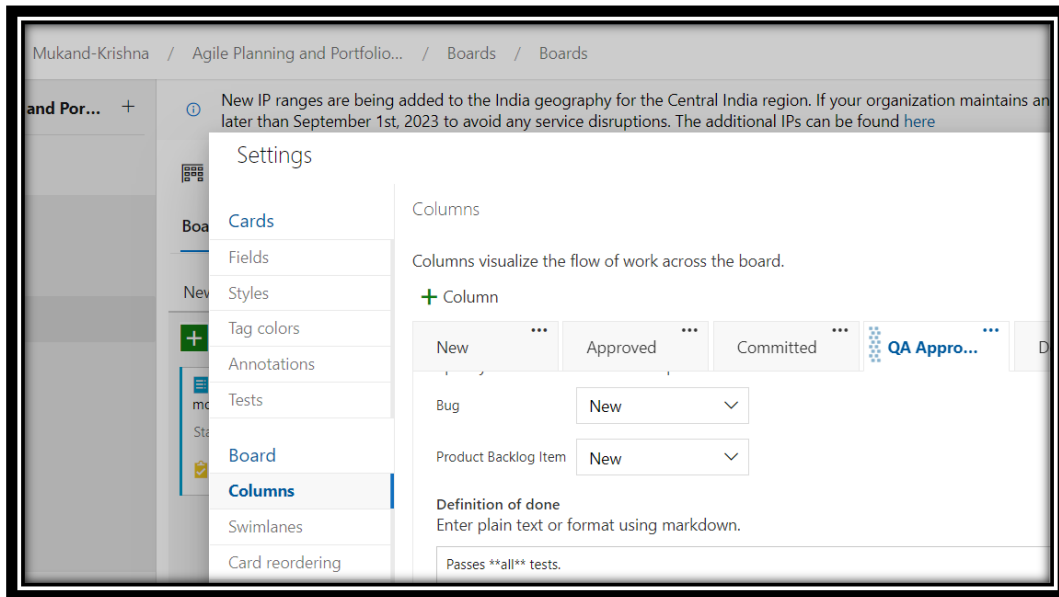 Mukand-Krishna / Agile Planning and Portfolio... / Boards / Boards
and Por... +
New IP ranges are being added to the India geography for the Central India region. If your organization maintains an
later than September 1st, 2023 to avoid any service disruptions. The additional IPs can be found here
Settings
Boa
New
Cards
Fields
Styles
Tag colors
Annotations
Tests
Board
Columns
Swimlanes
Card reordering
mo
Sta
Columns
Columns visualize the flow of work across the board.
+ Column
New
Approved
Committed
QA Appro...
D
Bug New
Product Backlog Item New
Definition of done
Enter plain text or format using markdown.
Passes **all** tests.